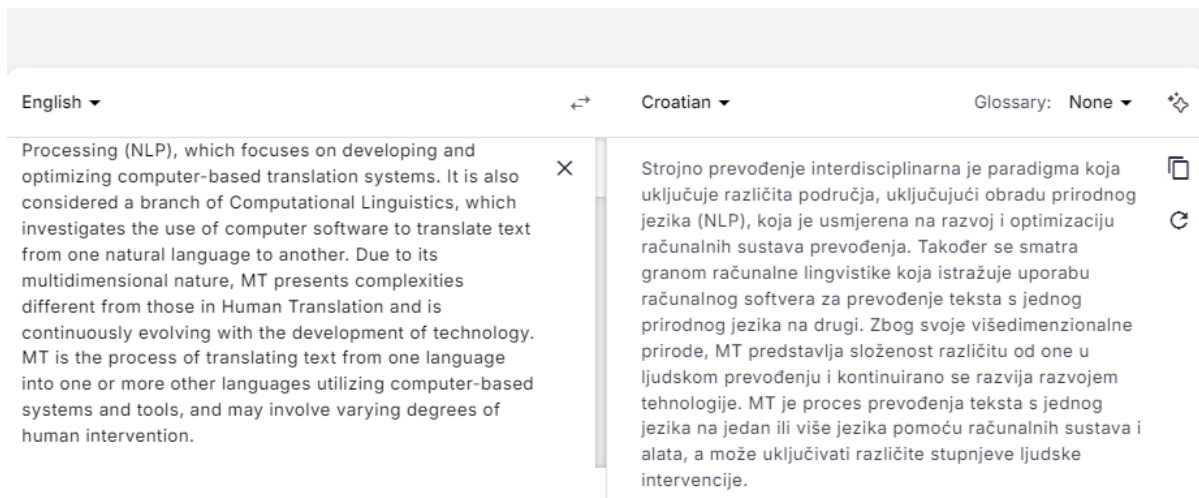 English
Croatian
Glossary: None
Processing (NLP), which focuses on developing and
optimizing computer-based translation systems. It is also
considered a branch of Computational Linguistics, which
investigates the use of computer software to translate text
from one natural language to another. Due to its
multidimensional nature, MT presents complexities
different from those in Human Translation and is
continuously evolving with the development of technology.
MT is the process of translating text from one language
into one or more other languages utilizing computer-based
systems and tools, and may involve varying degrees of
human intervention.
Strojno prevođenje interdisciplinarna je paradigma koja
uključuje različita područja, uključujući obradu prirodnog
jezika (NLP), koja je usmjerena na razvoj i optimizaciju
računalnih sustava prevođenja. Također se smatra
granom računalne lingvistike koja istražuje uporabu
računalnog softvera za prevođenje teksta s jednog
prirodnog jezika na drugi. Zbog svoje višedimenzionalne
prirode, MT predstavlja složenost različitu od one u
ljudskom prevođenju i kontinuirano se razvija razvojem
tehnologije. MT je proces prevođenja teksta s jednog
jezika na jedan ili više jezika pomoću računalnih sustava i
alata, a može uključivati različite stupnjeve ljudske
intervencije.